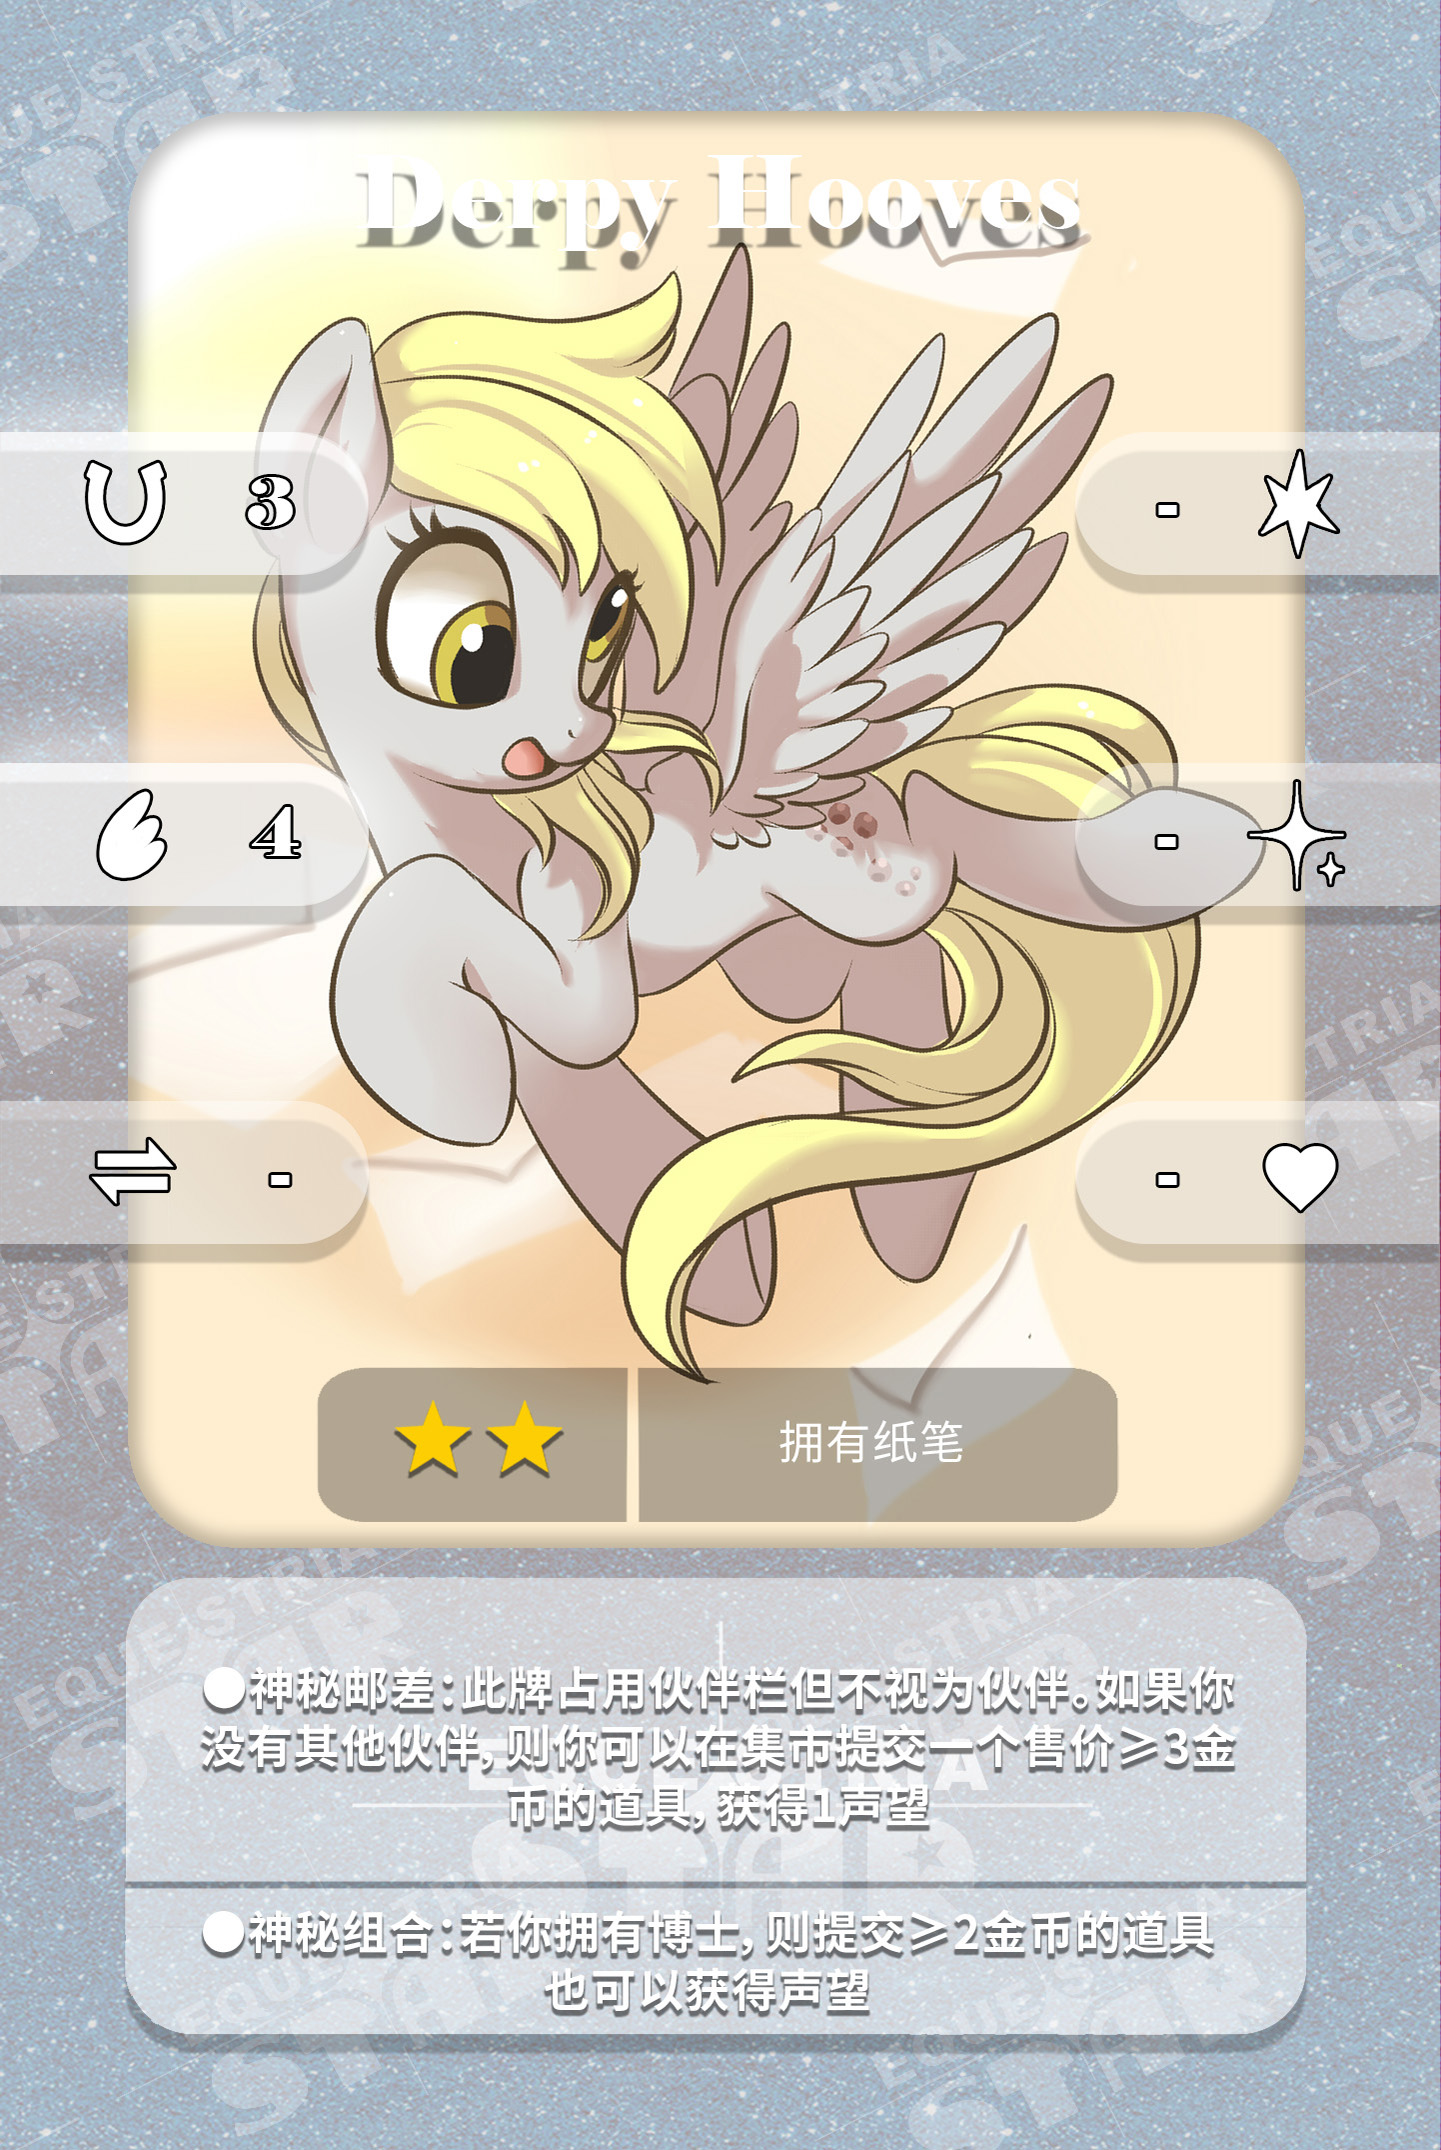 Derpy Hooves
3
-
4
-
-
-
拥有纸笔
●神秘邮差:此牌占用伙伴栏但不视为伙伴。如果你
没有其他伙伴,则你可以在集市提交一个售价≥3金
币的道具,获得1声望
●神秘组合:若你拥有博士,则提交≥2金币的道具
也可以获得声望
EQUESTRIA
STAR